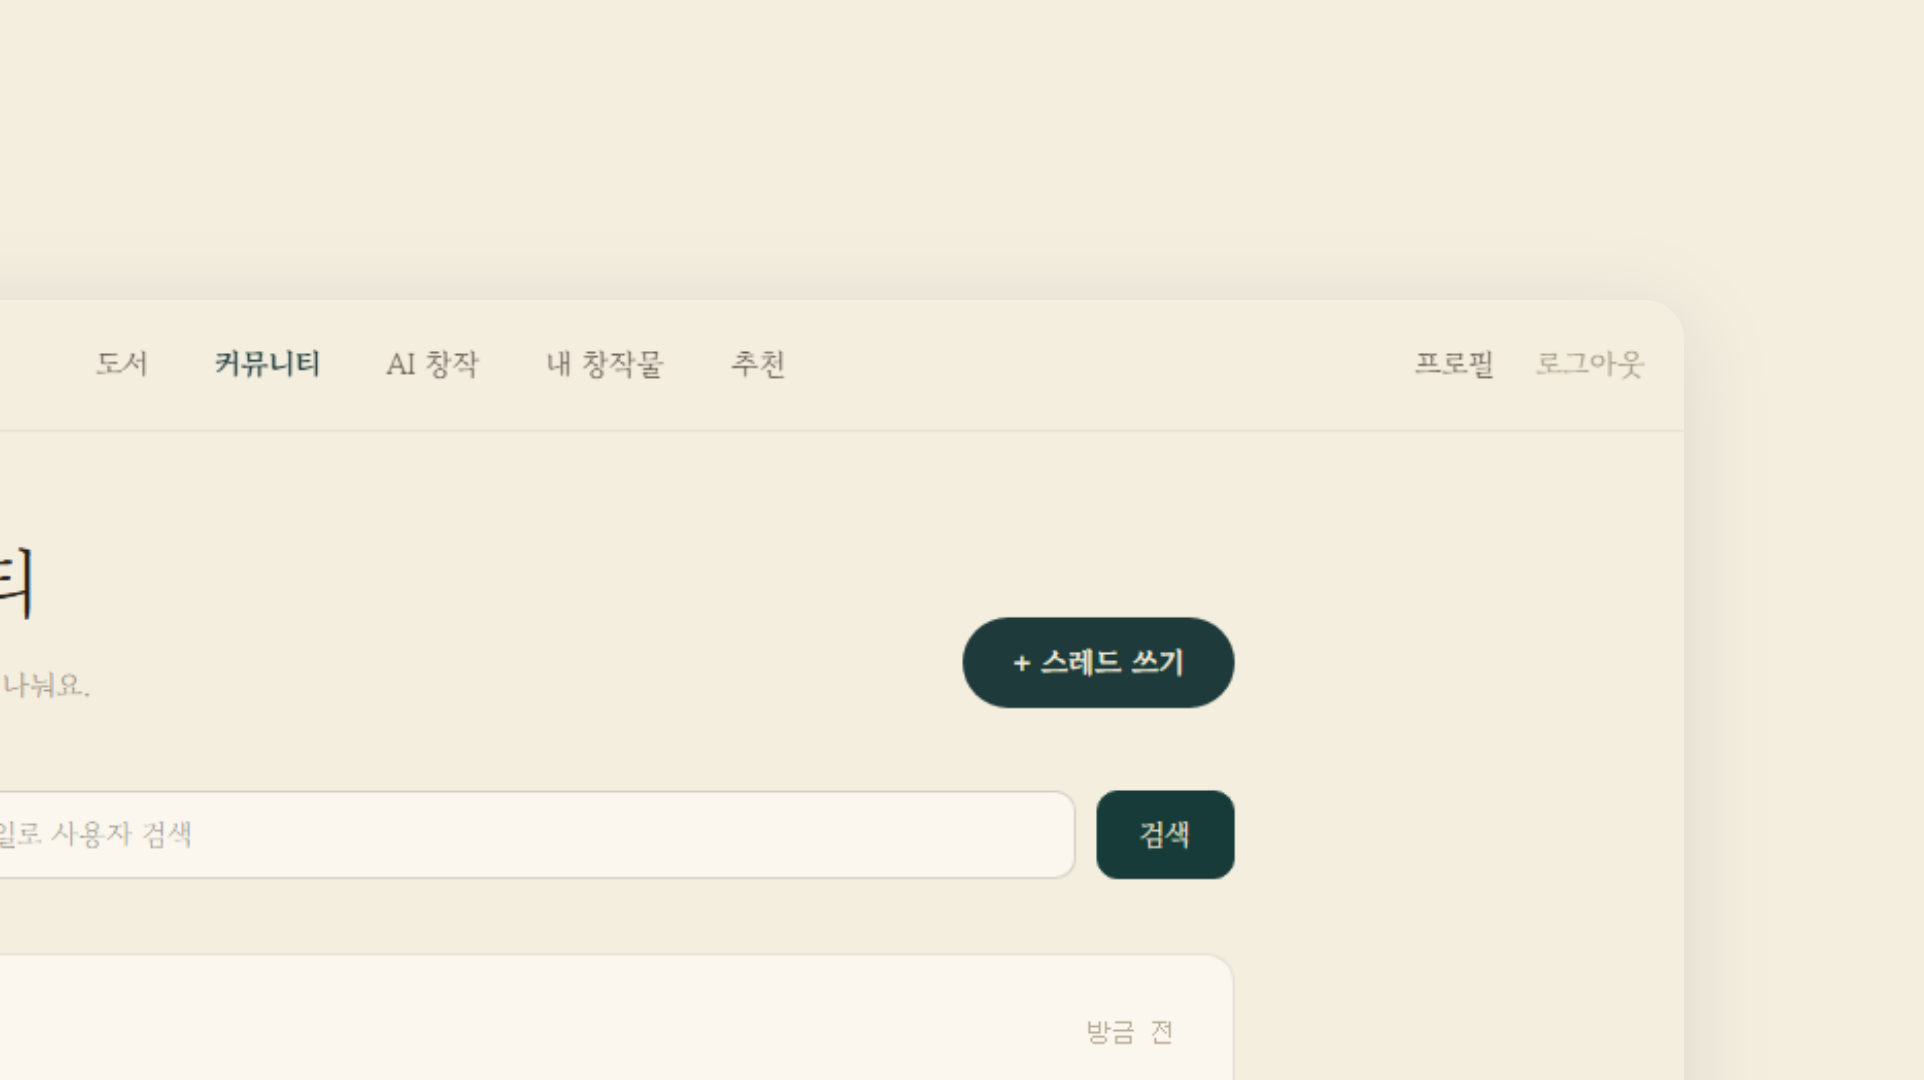 도서 커뮤니티 AI 창작 내 창작물 추천 프로필 로그아웃
티
나눠요.
+ 스레드 쓰기
일로 사용자 검색
검색
방금 전